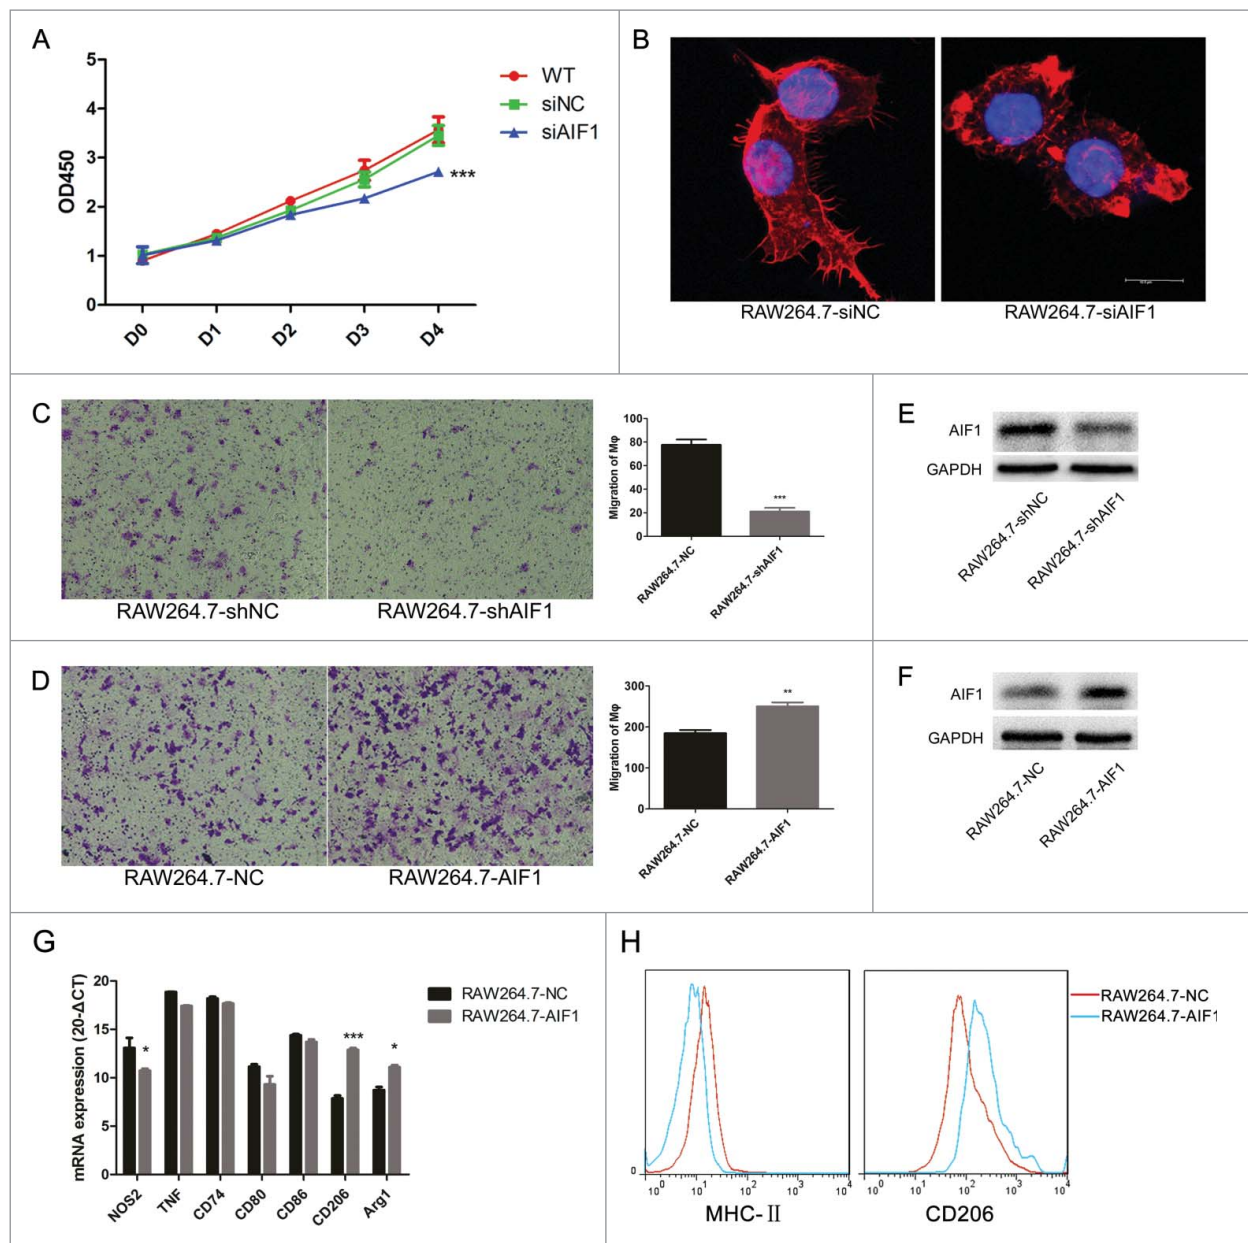 A
OD450
5
4
3
2
1
0
D0
D1
D2
D3
D4
WT
siNC
siAIF1
***
B
RAW264.7-siNC
RAW264.7-siAIF1
C
RAW264.7-shNC
RAW264.7-shAIF1
Migration of Mφ
100
80
60
40
20
0
***
RAW264.7-NC
RAW264.7-shAIF1
E
AIF1
GAPDH
RAW264.7-shNC
RAW264.7-shAIF1
D
RAW264.7-NC
RAW264.7-AIF1
Migration of Mφ
300
200
100
0
**
RAW264.7-NC
RAW264.7-AIF1
F
AIF1
GAPDH
RAW264.7-NC
RAW264.7-AIF1
G
mRNA expression (20-ΔCT)
20
15
10
5
0
*
***
*
NOS2
TNF
CD74
CD80
CD86
CD206
Arg1
RAW264.7-NC
RAW264.7-AIF1
H
0
10⁰ 10¹ 10² 10³ 10⁴
MHC-Ⅱ
10⁰ 10¹ 10² 10³ 10⁴
CD206
RAW264.7-NC
RAW264.7-AIF1